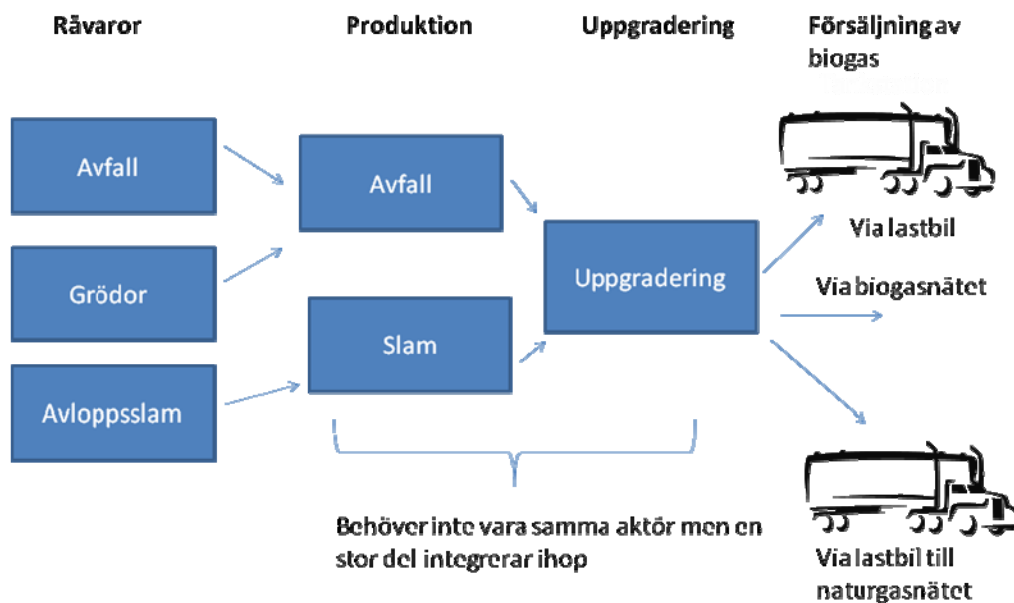 Råvaror
Produktion
Uppgradering
Försäljning av
biogas
Avfall
Grödor
Avloppsslam
Avfall
Slam
Uppgradering
Via lastbil
Via biogasnätet
Via lastbil till
naturgasnätet
Behöver inte vara samma aktör men en
stor del integrerar ihop